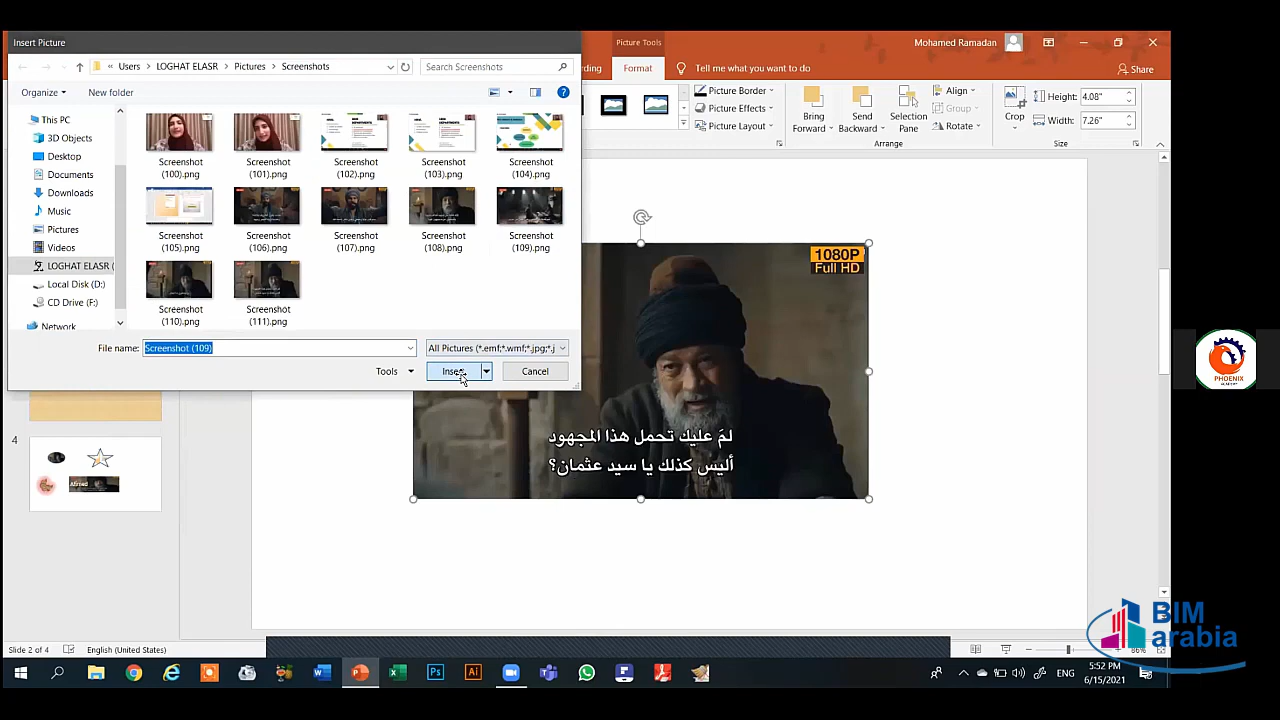 Insert Picture
Picture Tools
Mohamed Ramadan
Users
LOGHAT ELASR
Pictures
Screenshots
Search Screenshots
ding
Format
Tell me what you want to do
Share
Organize
New folder
This PC
3D Objects
Desktop
Documents
Downloads
Music
Pictures
Videos
LOGHAT ELASR (
Local Disk (D:)
CD Drive (F:)
Network
Screenshot (100).png
Screenshot (101).png
Screenshot (102).png
Screenshot (103).png
Screenshot (104).png
Screenshot (105).png
Screenshot (106).png
Screenshot (107).png
Screenshot (108).png
Screenshot (109).png
Screenshot (110).png
Screenshot (111).png
File name:
Screenshot (109)
All Pictures (*.emf;*.wmf;*.jpg;*.j
Tools
Cancel
Picture Border
Picture Effects
Picture Layout
Bring Forward
Send Backward
Selection Pane
Align
Group
Rotate
Arrange
Crop
Height:
4.08"
Width:
7.26"
Size
1080P
Full HD
لمَ عليك تحمل هذا المجهود
أليس كذلك يا سيد عثمان؟
4
Ahmed
PHOENIX
BIM
arabia
Slide 2 of 4
English (United States)
86%
ENG
5:52 PM
6/15/2021